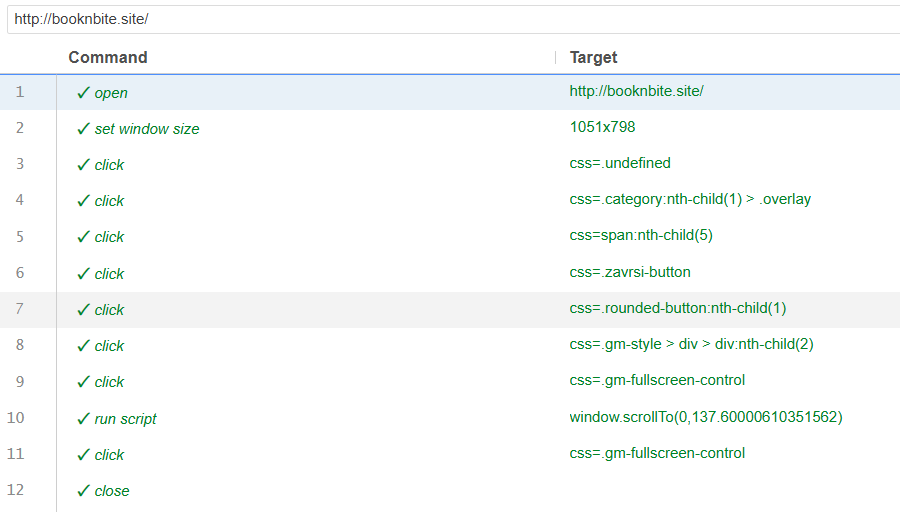 http://booknbite.site/
Command Target
1 ✓ open http://booknbite.site/
2 ✓ set window size 1051x798
3 ✓ click css=.undefined
4 ✓ click css=.category:nth-child(1) > .overlay
5 ✓ click css=span:nth-child(5)
6 ✓ click css=.zavrsi-button
7 ✓ click css=.rounded-button:nth-child(1)
8 ✓ click css=.gm-style > div > div:nth-child(2)
9 ✓ click css=.gm-fullscreen-control
10 ✓ run script window.scrollTo(0,137.60000610351562)
11 ✓ click css=.gm-fullscreen-control
12 ✓ close